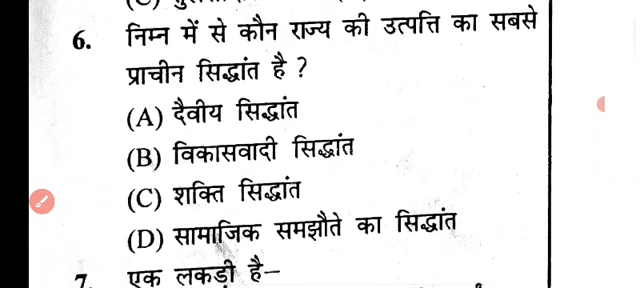 6. निम्न में से कौन राज्य की उत्पत्ति का सबसे
प्राचीन सिद्धांत है ?
(A) दैवीय सिद्धांत
(B) विकासवादी सिद्धांत
(C) शक्ति सिद्धांत
(D) सामाजिक समझौते का सिद्धांत
7. एक लकड़ी है–